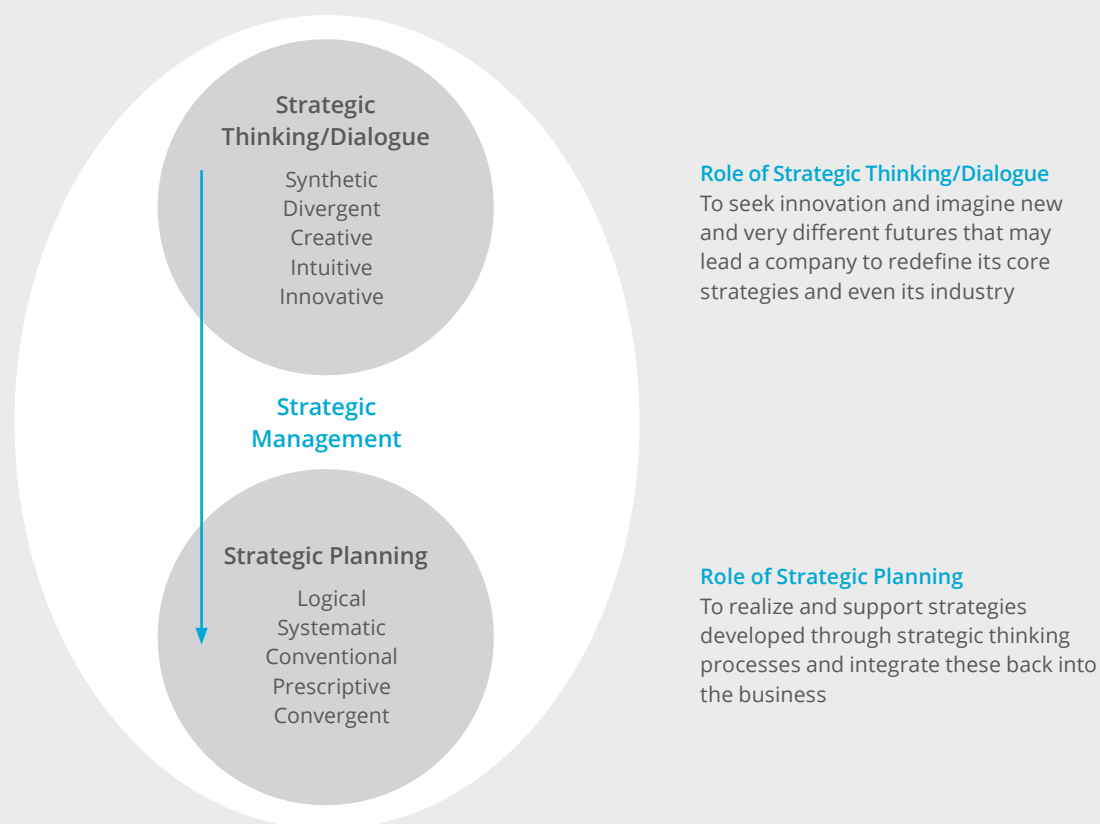 Strategic
Thinking/Dialogue
Synthetic
Divergent
Creative
Intuitive
Innovative
Role of Strategic Thinking/Dialogue
To seek innovation and imagine new
and very different futures that may
lead a company to redefine its core
strategies and even its industry
Strategic
Management
Strategic Planning
Logical
Systematic
Conventional
Prescriptive
Convergent
Role of Strategic Planning
To realize and support strategies
developed through strategic thinking
processes and integrate these back into
the business